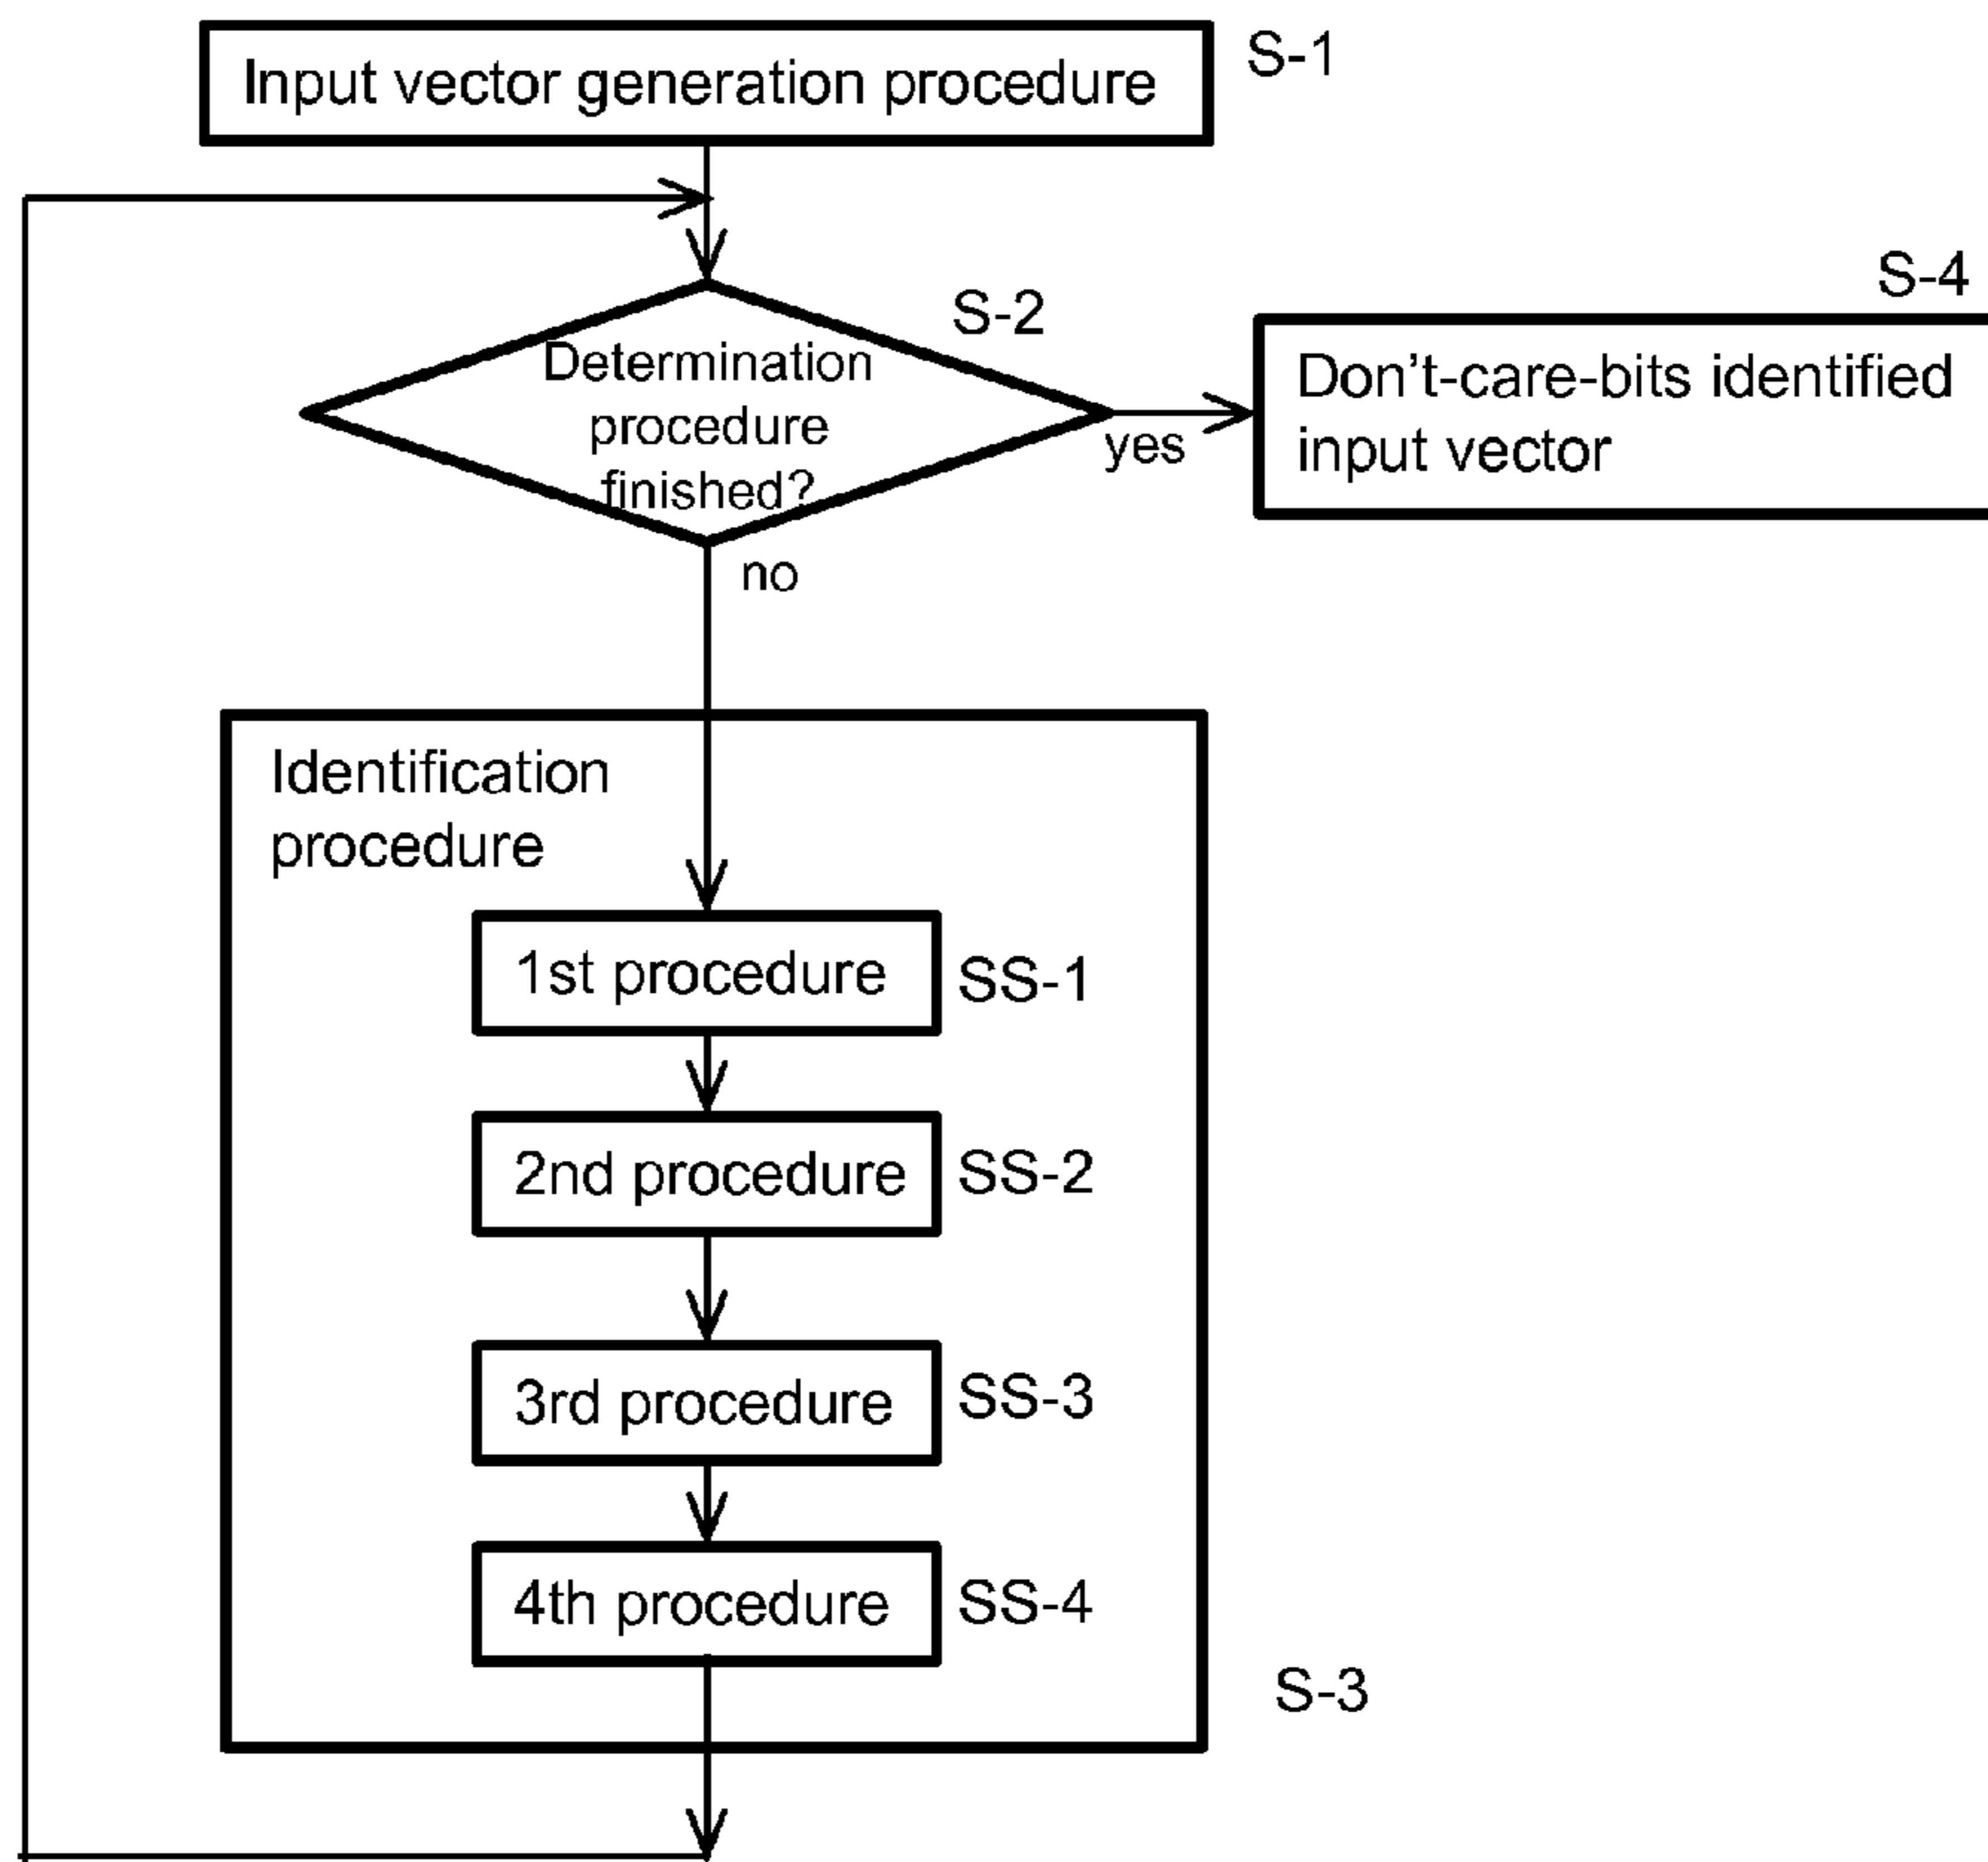 Input vector generation procedure
S-1
S-2
Determination
procedure
finished?
yes
no
S-4
Don't-care-bits identified
input vector
Identification
procedure
1st procedure
SS-1
2nd procedure
SS-2
3rd procedure
SS-3
4th procedure
SS-4
S-3